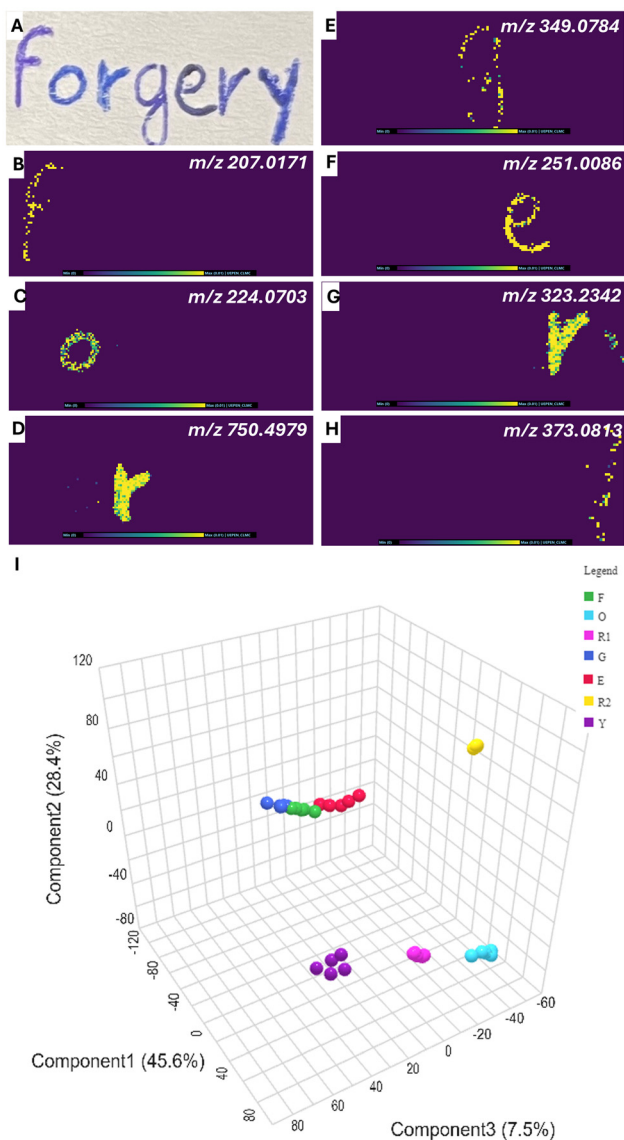 A
forgery
E
m/z 349.0784
B
m/z 207.0171
F
m/z 251.0086
C
m/z 224.0703
G
m/z 323.2342
D
m/z 750.4979
H
m/z 373.0813
I
Legend
F
O
R1
G
E
R2
Y
120
80
40
0
-40
-80
Component2 (28.4%)
-120
-80
-40
0
40
80
Component1 (45.6%)
80
60
40
20
0
-20
-40
-60
Component3 (7.5%)